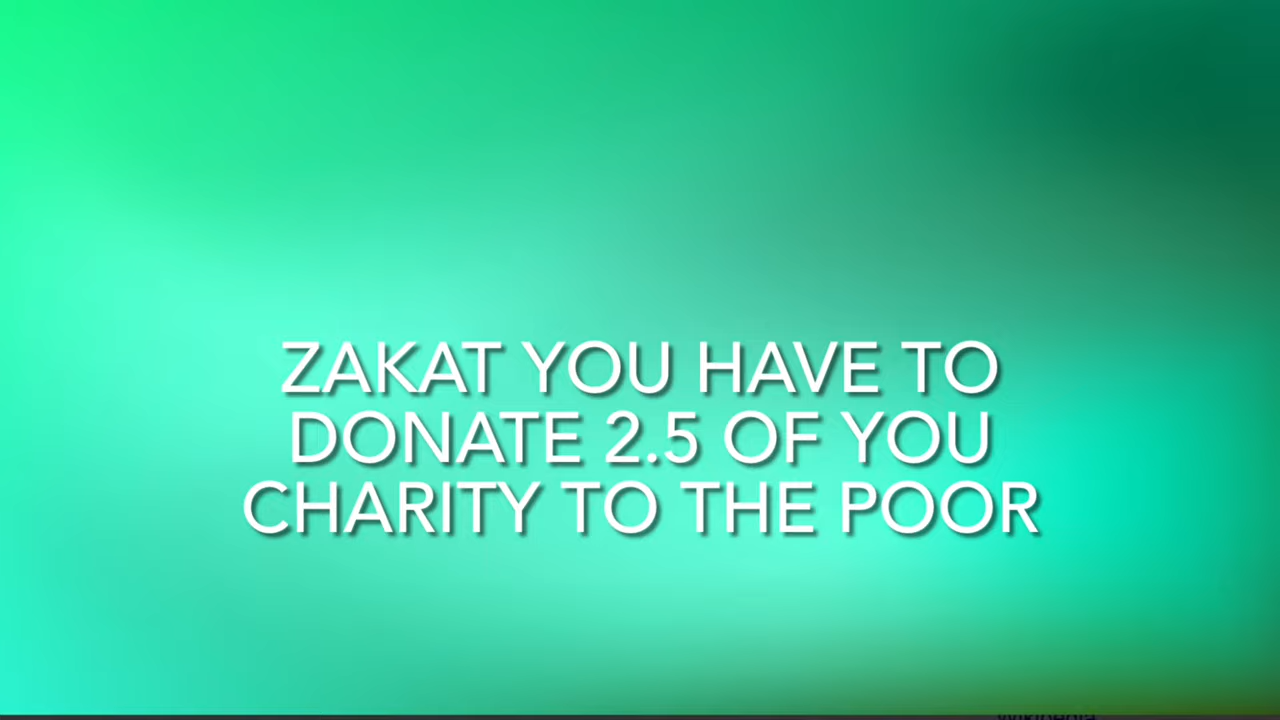 ZAKAT YOU HAVE TO
DONATE 2.5 OF YOU
CHARITY TO THE POOR